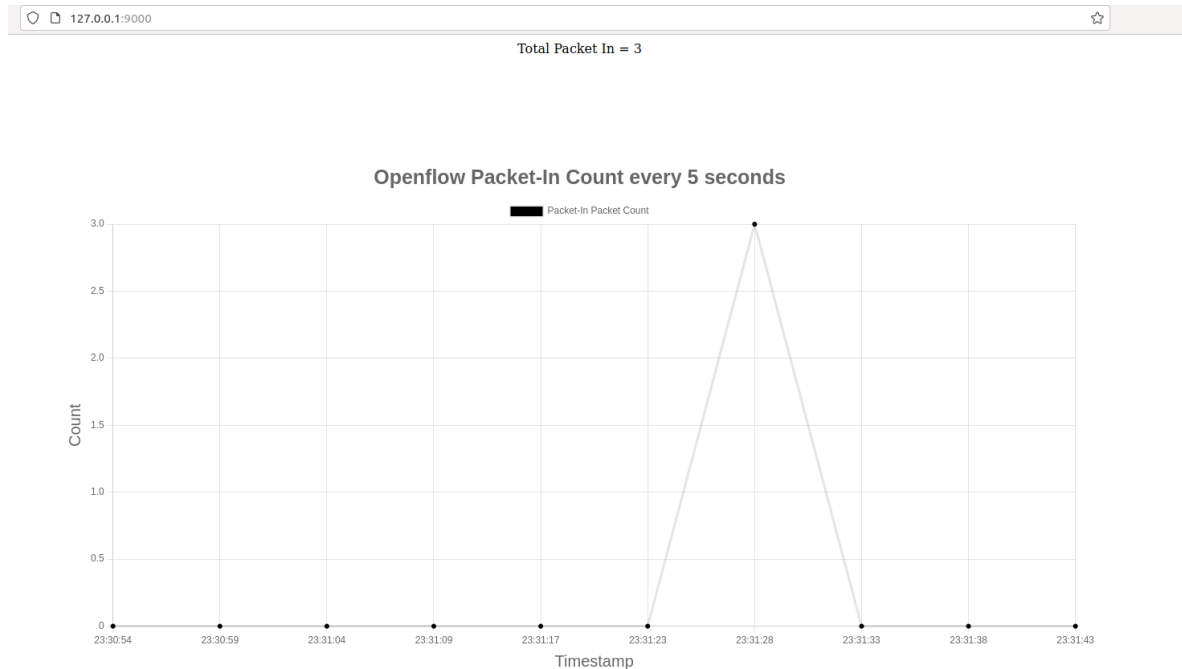 127.0.0.1:9000
Total Packet In = 3
Openflow Packet-In Count every 5 seconds
Packet-In Packet Count
3.0
2.5
2.0
1.5
1.0
0.5
0
Count
23:30:54 23:30:59 23:31:04 23:31:09 23:31:17 23:31:23 23:31:28 23:31:33 23:31:38 23:31:43
Timestamp